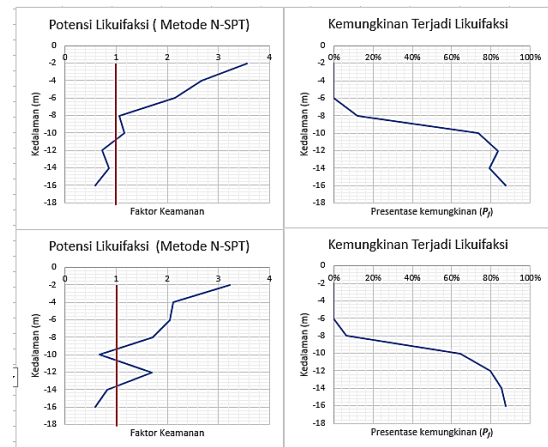 Potensi Likuifaksi ( Metode N-SPT)
0 1 2 3 4
0
-2
-4
-6
-8
-10
-12
-14
-16
-18
Kedalaman (m)
Faktor Keamanan
Kemungkinan Terjadi Likuifaksi
0% 20% 40% 60% 80% 100%
0
-2
-4
-6
-8
-10
-12
-14
-16
-18
Kedalaman (m)
Presentase kemungkinan (Pf)
Potensi Likuifaksi (Metode N-SPT)
0 1 2 3 4
0
-2
-4
-6
-8
-10
-12
-14
-16
-18
Kedalaman (m)
Faktor Keamanan
Kemungkinan Terjadi Likuifaksi
0% 20% 40% 60% 80% 100%
0
-2
-4
-6
-8
-10
-12
-14
-16
-18
Kedalaman (m)
Presentase kemungkinan (Pf)